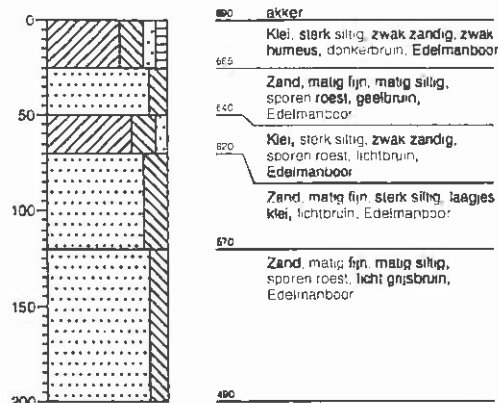 0
50
100
150
200
690 akker
Klei, sterk siltig, zwak zandig, zwak
humeus, donkerbruin, Edelmanboor
665
Zand, matig fijn, matig siltig,
sporen roest, geelbruin,
Edelmanboor
640
Klei, sterk siltig, zwak zandig,
sporen roest, lichtbruin,
Edelmanboor
620
Zand, matig fijn, sterk siltig, laagjes
klei, lichtbruin, Edelmanboor
570
Zand, matig fijn, matig siltig,
sporen roest, licht grijsbruin,
Edelmanboor
490